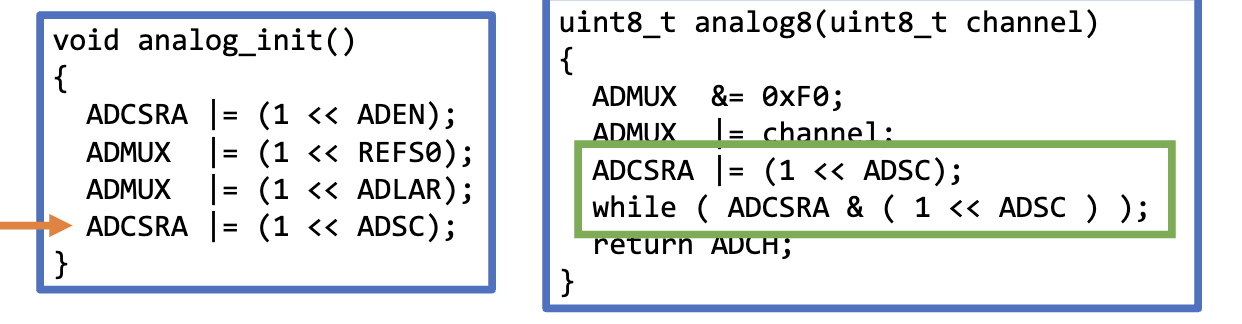 void analog_init()
{
ADCSRA |= (1 << ADEN);
ADMUX |= (1 << REFS0);
ADMUX |= (1 << ADLAR);
ADCSRA |= (1 << ADSC);
}
uint8_t analog8(uint8_t channel)
{
ADMUX &= 0xF0;
ADMUX |= channel;
ADCSRA |= (1 << ADSC);
while ( ADCSRA & ( 1 << ADSC ) );
return ADCH;
}